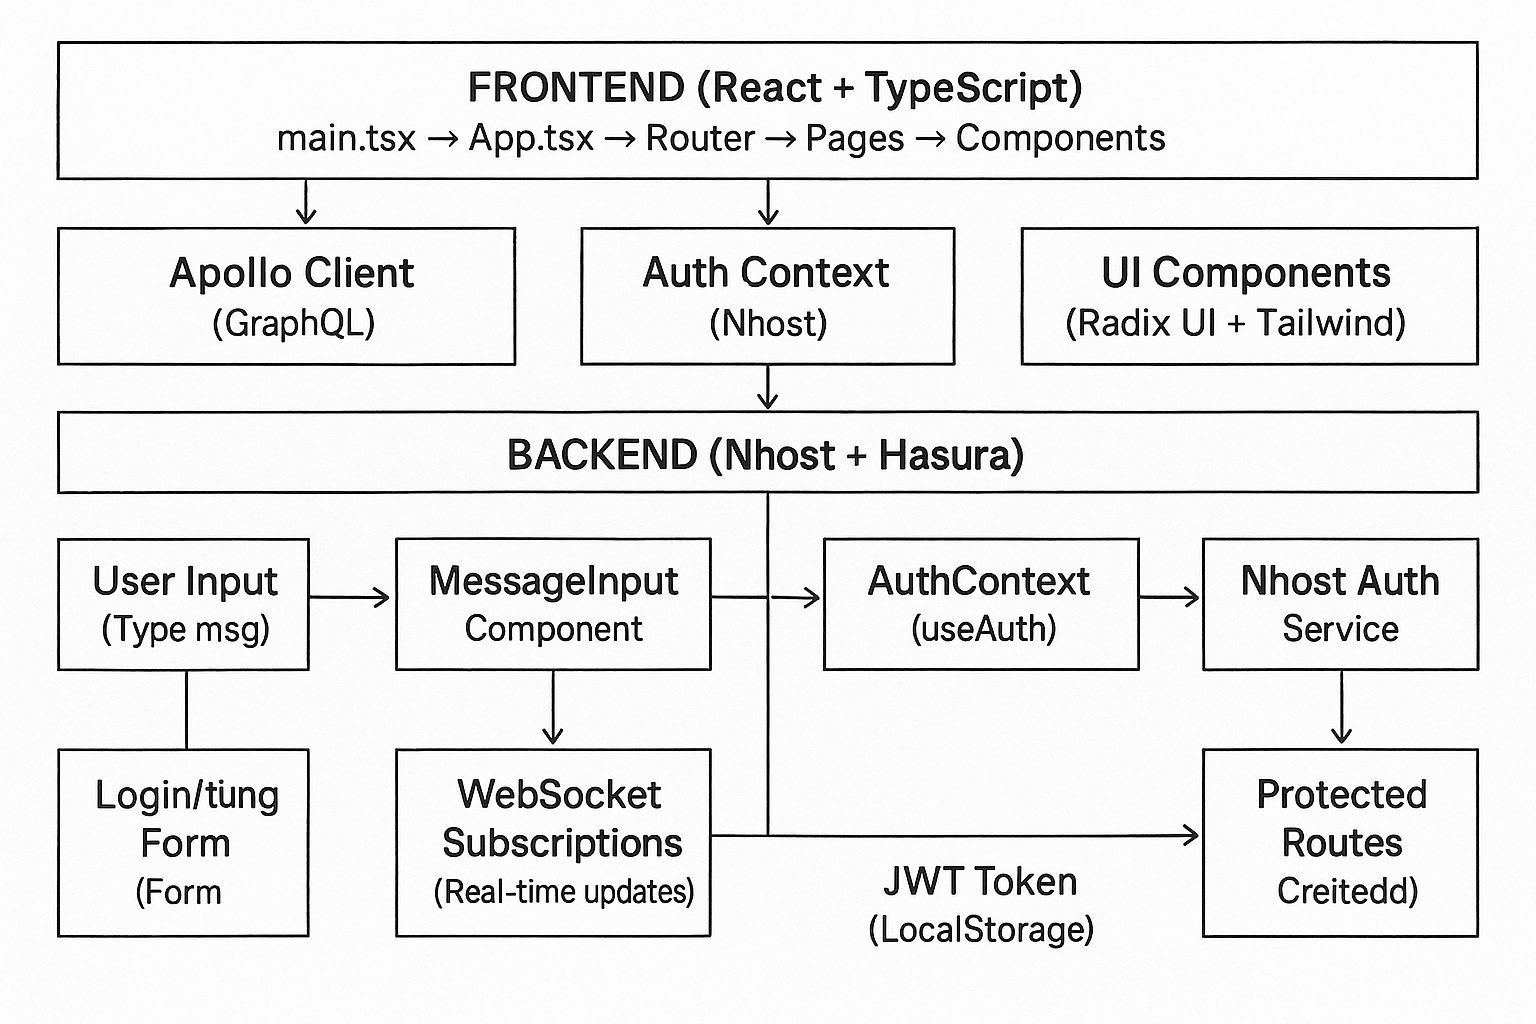 FRONTEND (React + TypeScript)
main.tsx → App.tsx → Router → Pages → Components
Apollo Client
(GraphQL)
Auth Context
(Nhost)
UI Components
(Radix UI + Tailwind)
BACKEND (Nhost + Hasura)
User Input
(Type msg)
MessageInput
Component
AuthContext
(useAuth)
Nhost Auth
Service
Login/tüng
Form
(Form
WebSocket
Subscriptions
(Real-time updates)
JWT Token
(LocalStorage)
Protected
Routes
Creitedd)